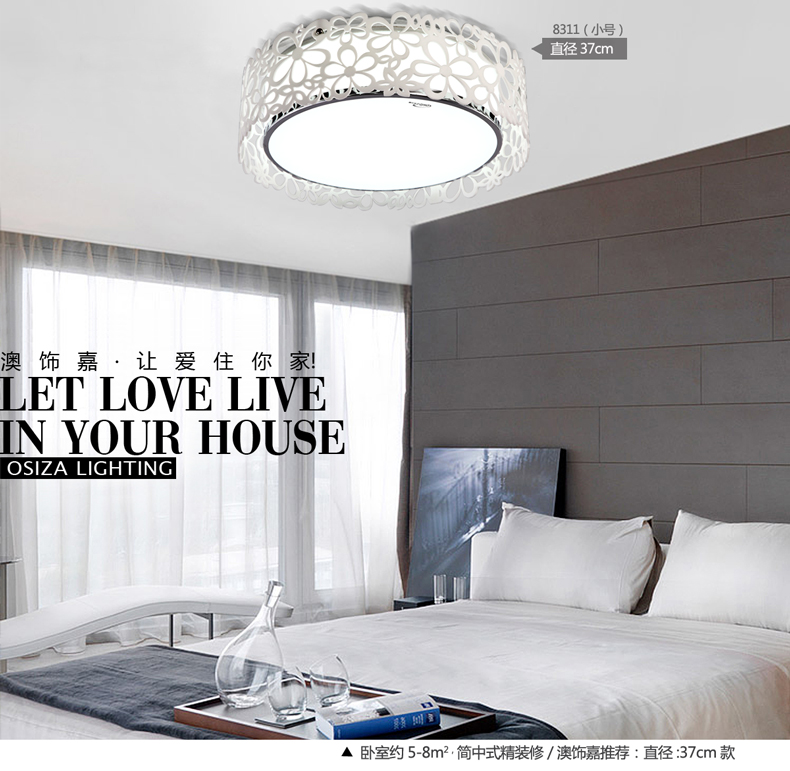 8311（小号）
直径 37cm
澳饰嘉·让爱住你家!
LET LOVE LIVE
IN YOUR HOUSE
OSIZA LIGHTING
▲ 卧室约 5-8m²·简中式精装修 / 澳饰嘉推荐：直径 :37cm 款